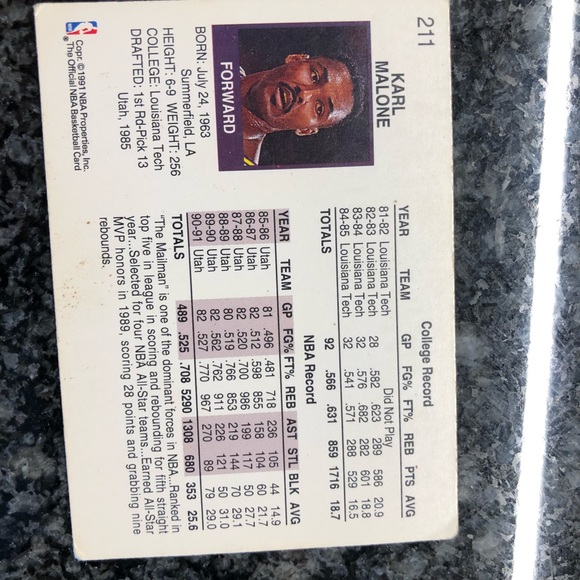 211
KARL
MALONE
FORWARD
BORN: July 24, 1963
Summerfield, LA
HEIGHT: 6-9 WEIGHT: 256
COLLEGE: Louisiana Tech
DRAFTED: 1st Rd-Pick 13
Utah, 1985
NBA
Copr. ©1991 NBA Properties, Inc.
The Official NBA Basketball Card
College Record
YEAR TEAM GP FG% FT% REB PTS AVG
81-82 Louisiana Tech Did Not Play
82-83 Louisiana Tech 28 .582 .623 289 586 20.9
83-84 Louisiana Tech 32 .576 .682 282 601 18.8
84-85 Louisiana Tech 32 .541 .571 288 529 16.5
TOTALS 92 .566 .631 859 1716 18.7
NBA Record
YEAR TEAM GP FG% FT% REB AST STL BLK AVG
85-86 Utah 81 .496 .481 718 236 105 44 14.9
86-87 Utah 82 .512 .598 855 158 104 60 21.7
87-88 Utah 82 .520 .700 986 199 117 50 27.7
88-89 Utah 80 .519 .766 853 219 144 70 29.1
89-90 Utah 82 .562 .762 911 226 121 50 31.0
90-91 Utah 82 .527 .770 967 270 89 79 29.0
TOTALS 489 .525 .708 5290 1308 680 353 25.6
"The Mailman" is one of the dominant forces in NBA...Ranked in
top five in league in scoring and rebounding for fifth straight
year...Selected for four NBA All-Star teams...Earned All-Star
MVP honors in 1989, scoring 28 points and grabbing nine
rebounds.